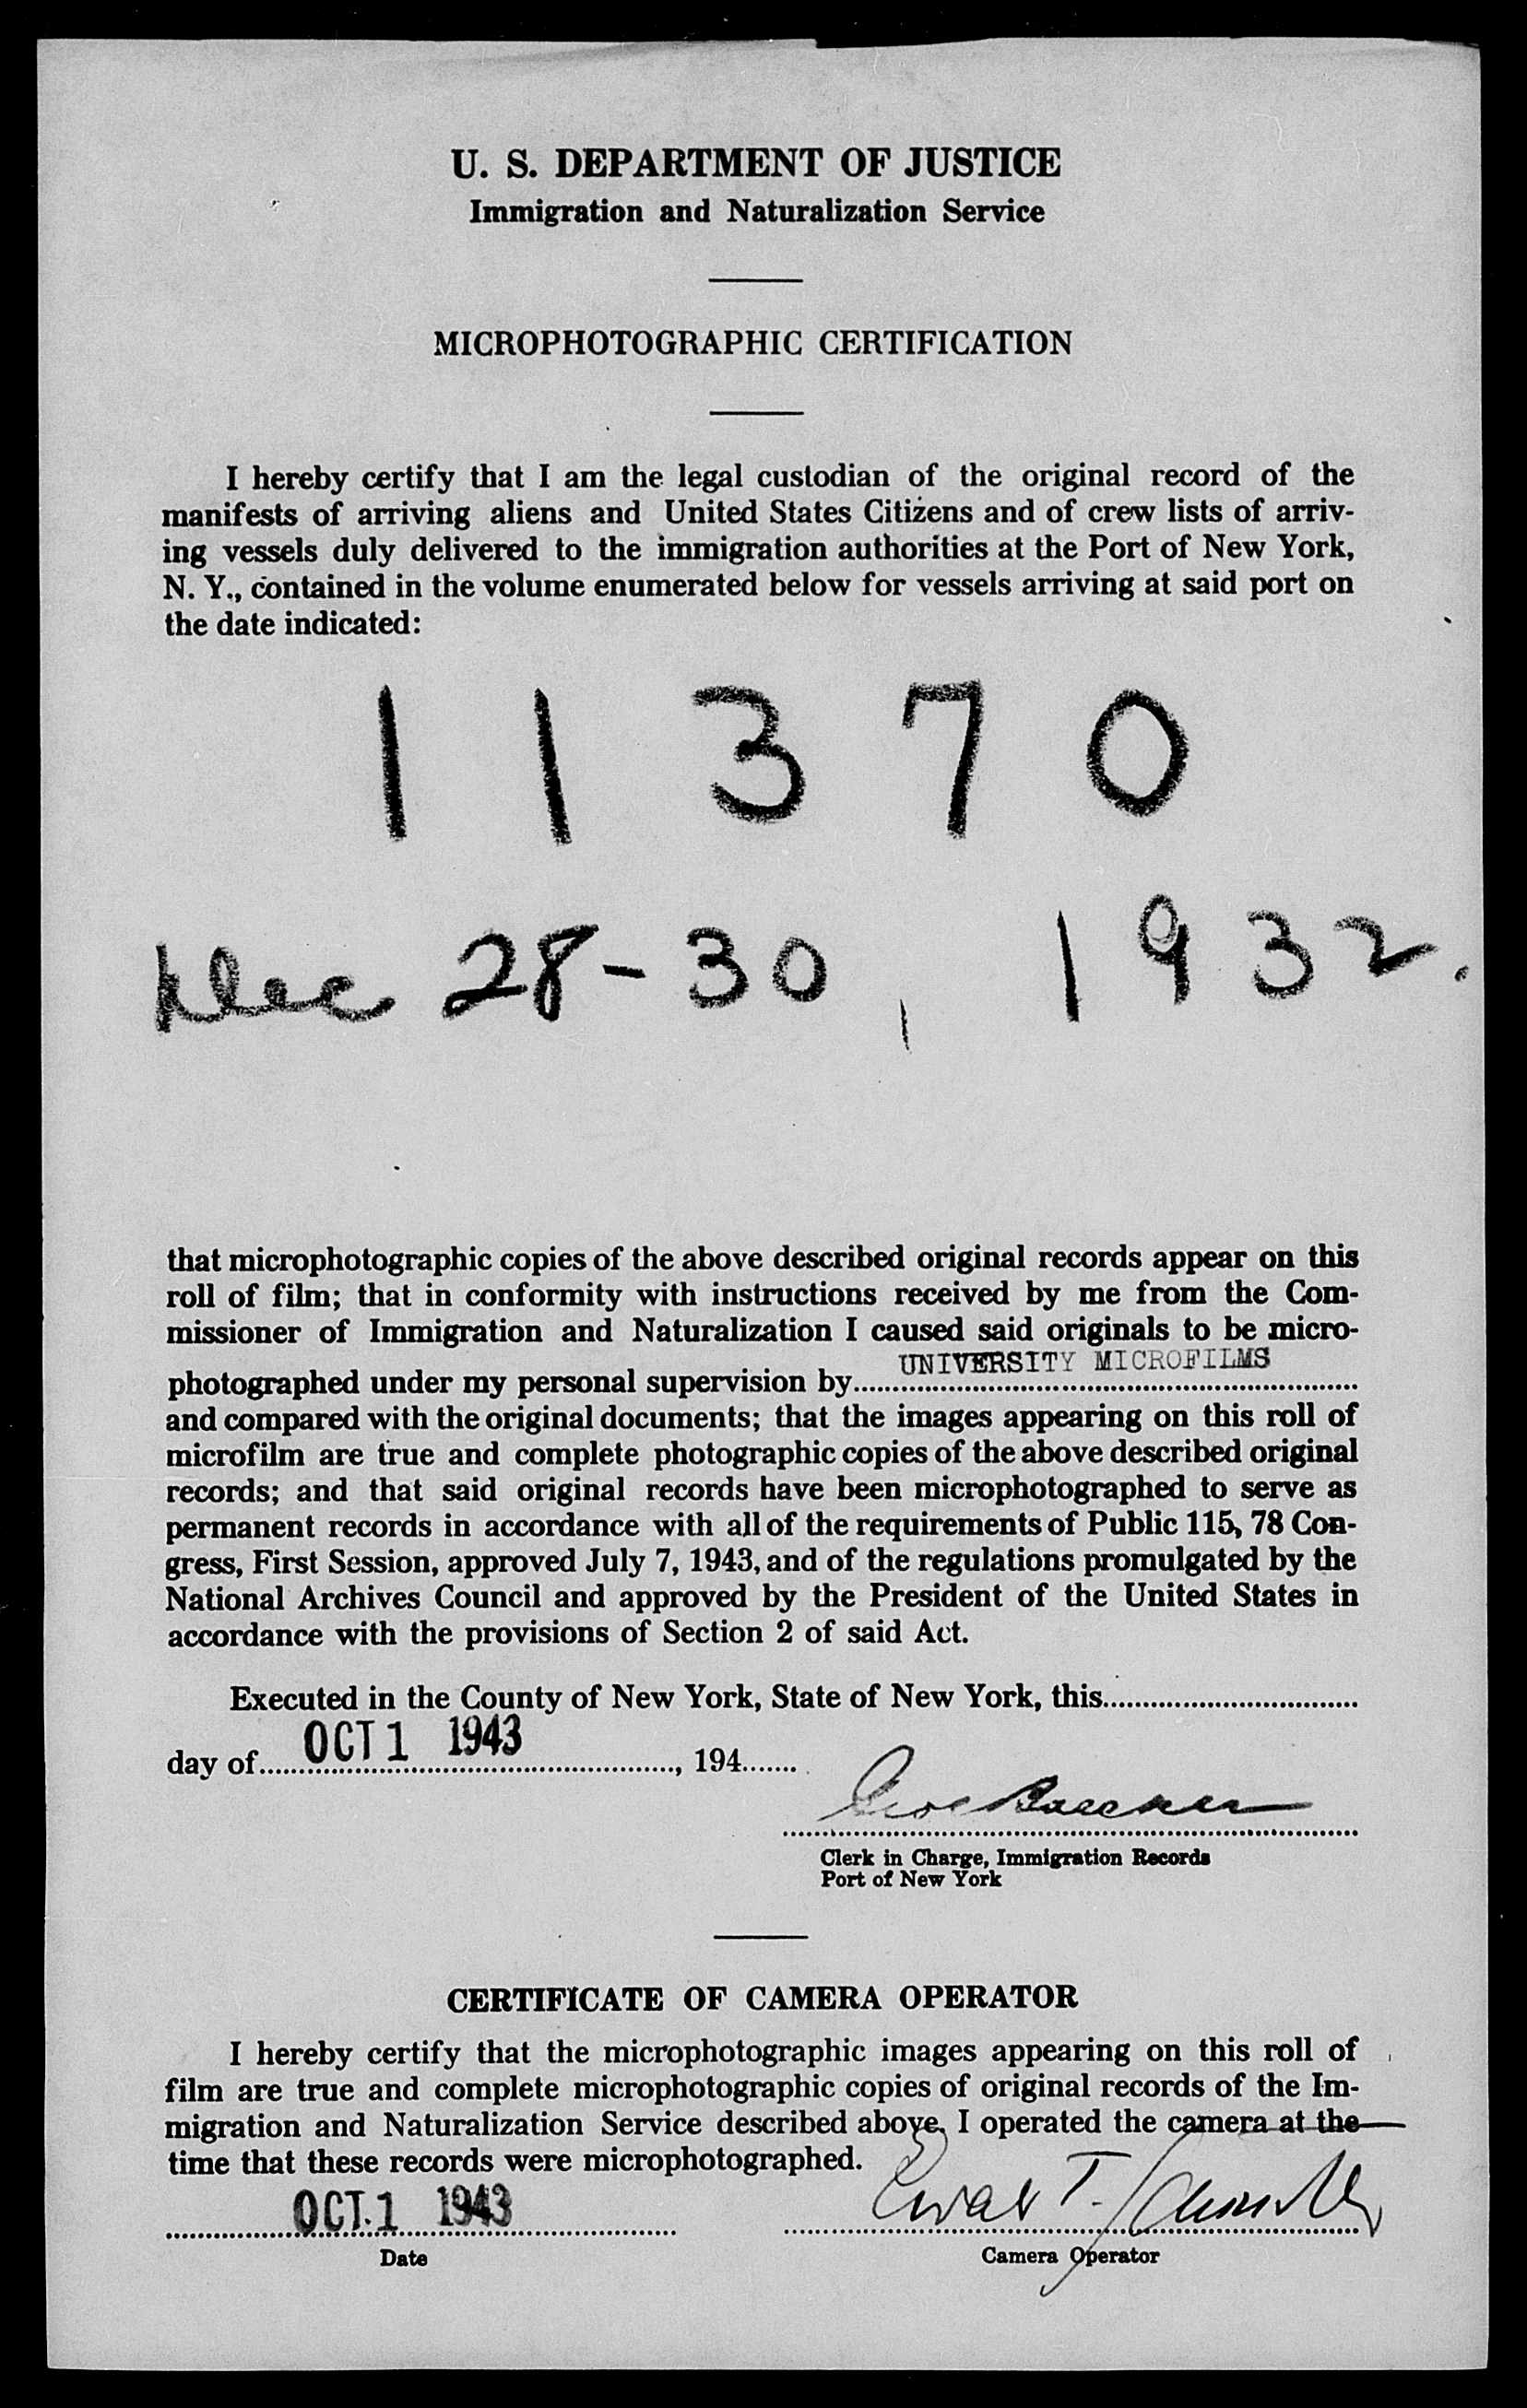 U. S. DEPARTMENT OF JUSTICE
Immigration and Naturalization Service
MICROPHOTOGRAPHIC CERTIFICATION
I hereby certify that I am the legal custodian of the original record of the
manifests of arriving aliens and United States Citizens and of crew lists of arriv-
ing vessels duly delivered to the immigration authorities at the Port of New York,
N. Y., contained in the volume enumerated below for vessels arriving at said port on
the date indicated:
11370
Dec 28-30, 1932.
that microphotographic copies of the above described original records appear on this
roll of film; that in conformity with instructions received by me from the Com-
missioner of Immigration and Naturalization I caused said originals to be micro-
photographed under my personal supervision by UNIVERSITY MICROFILMS
and compared with the original documents; that the images appearing on this roll of
microfilm are true and complete photographic copies of the above described original
records; and that said original records have been microphotographed to serve as
permanent records in accordance with all of the requirements of Public 115, 78 Con-
gress, First Session, approved July 7, 1943, and of the regulations promulgated by the
National Archives Council and approved by the President of the United States in
accordance with the provisions of Section 2 of said Act.
Executed in the County of New York, State of New York, this
day of OCT 1 1943, 194
Clerk in Charge, Immigration Records
Port of New York
CERTIFICATE OF CAMERA OPERATOR
I hereby certify that the microphotographic images appearing on this roll of
film are true and complete microphotographic copies of original records of the Im-
migration and Naturalization Service described above. I operated the camera at the
time that these records were microphotographed.
OCT. 1 1943
Date
Camera Operator